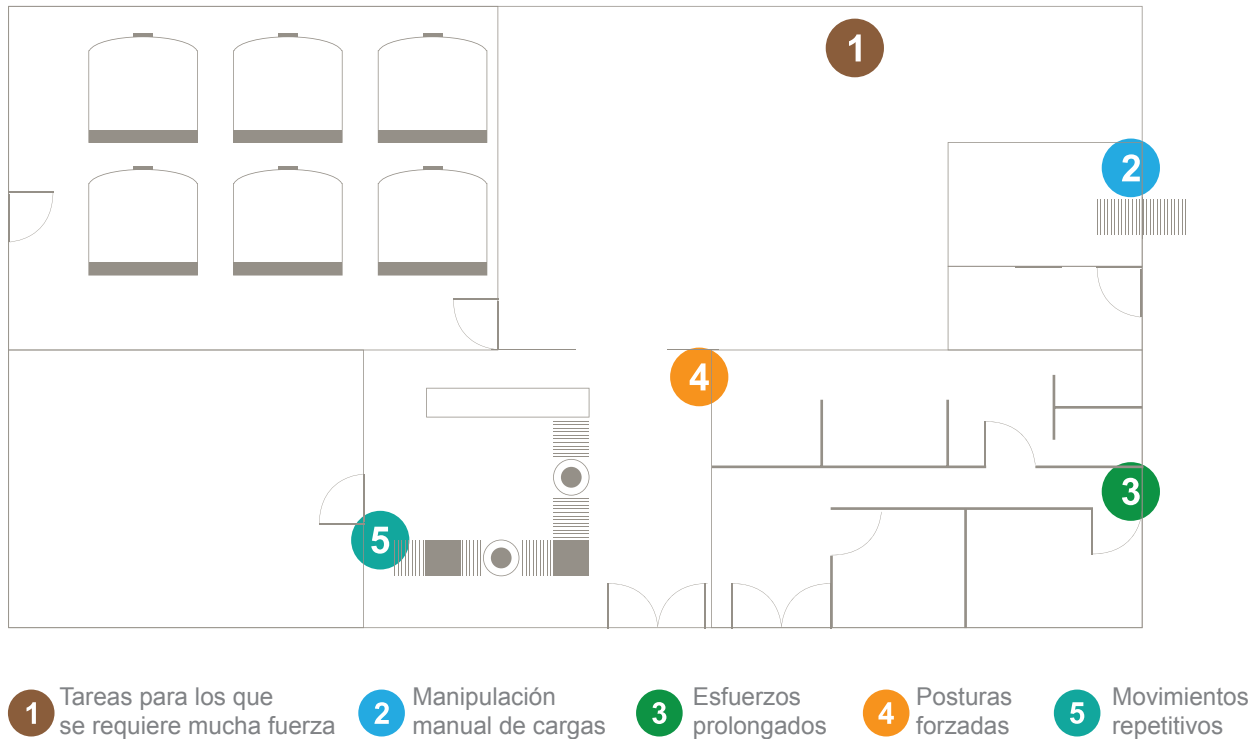 1
2
4
3
5
1 Tareas para los que
se requiere mucha fuerza
2 Manipulación
manual de cargas
3 Esfuerzos
prolongados
4 Posturas
forzadas
5 Movimientos
repetitivos